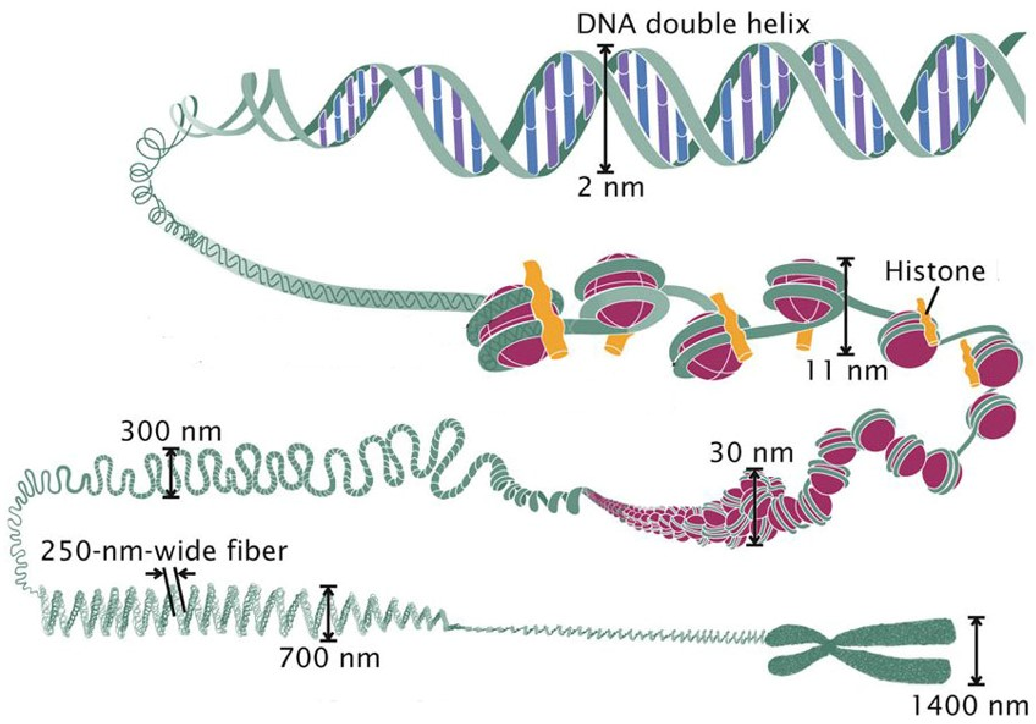 DNA double helix
2 nm
Histone
11 nm
300 nm
30 nm
250-nm-wide fiber
700 nm
1400 nm